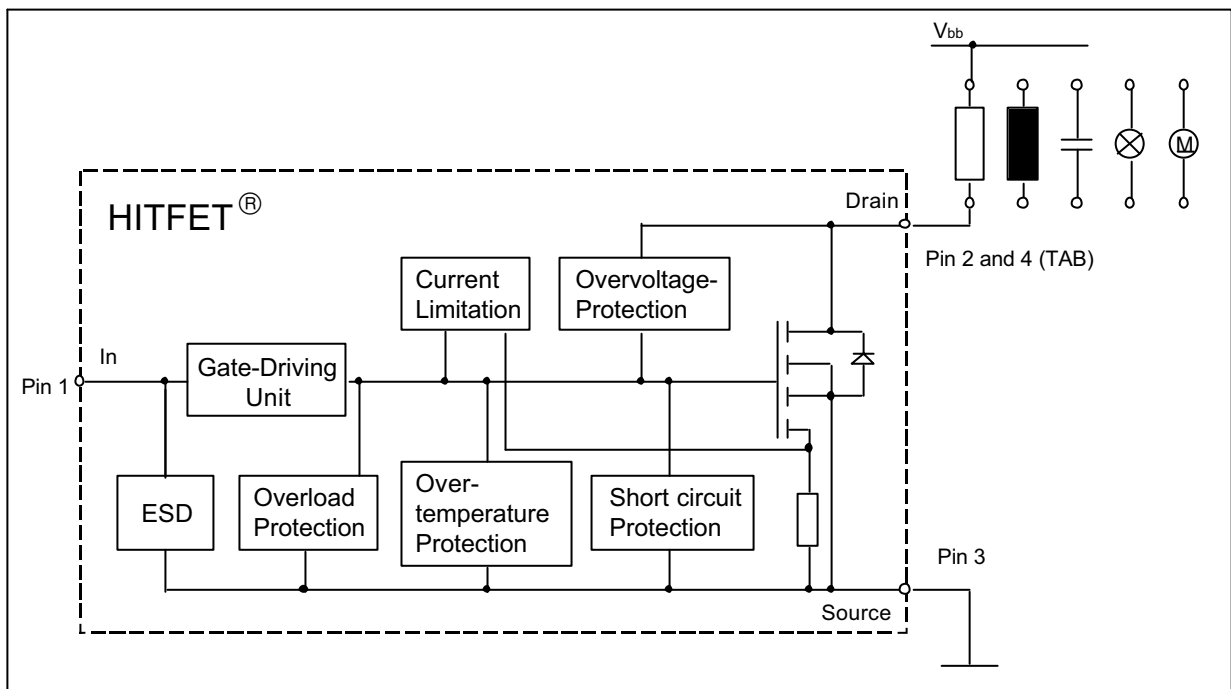 Vbb
M
Drain
HITFET ®
Pin 2 and 4 (TAB)
Current
Limitation
Overvoltage-
Protection
In
Pin 1
Gate-Driving
Unit
ESD
Overload
Protection
Over-
temperature
Protection
Short circuit
Protection
Pin 3
Source